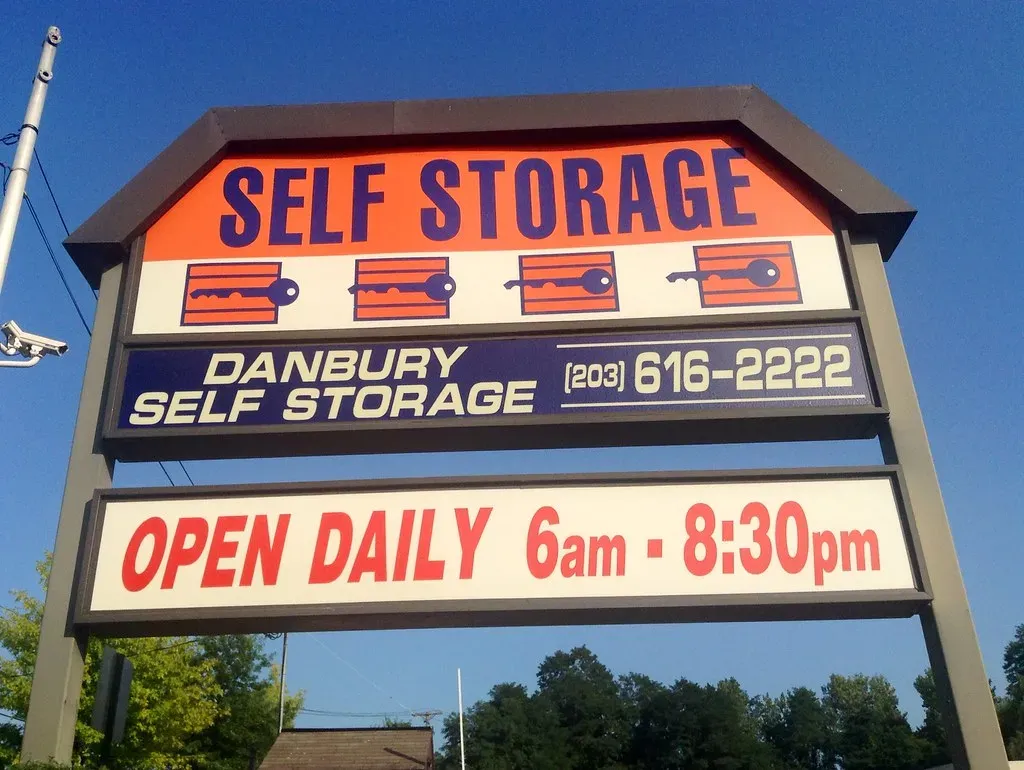 SELF STORAGE
DANBURY
SELF STORAGE
(203) 616-2222
OPEN DAILY 6am - 8:30pm